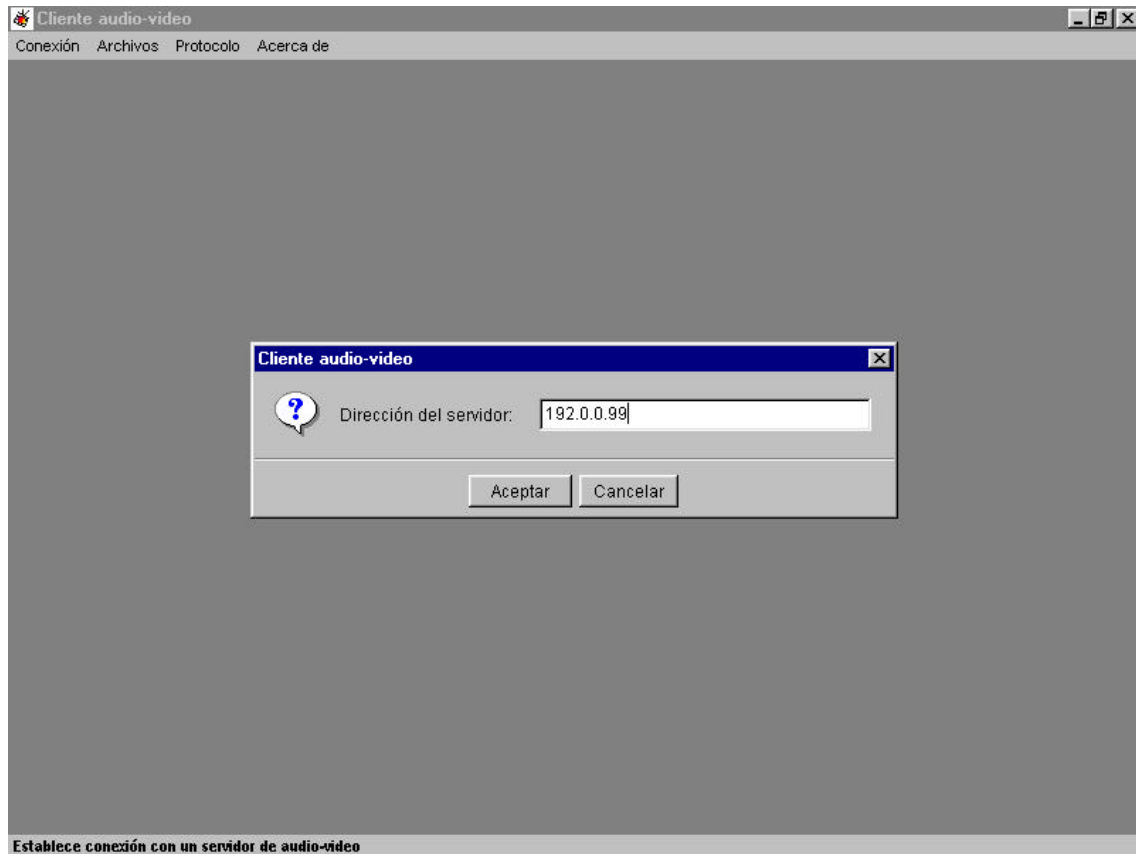 Cliente audio-video
Conexión Archivos Protocolo Acerca de
Cliente audio-video
? Dirección del servidor: 192.0.0.99
Aceptar Cancelar
Establece conexión con un servidor de audio-video